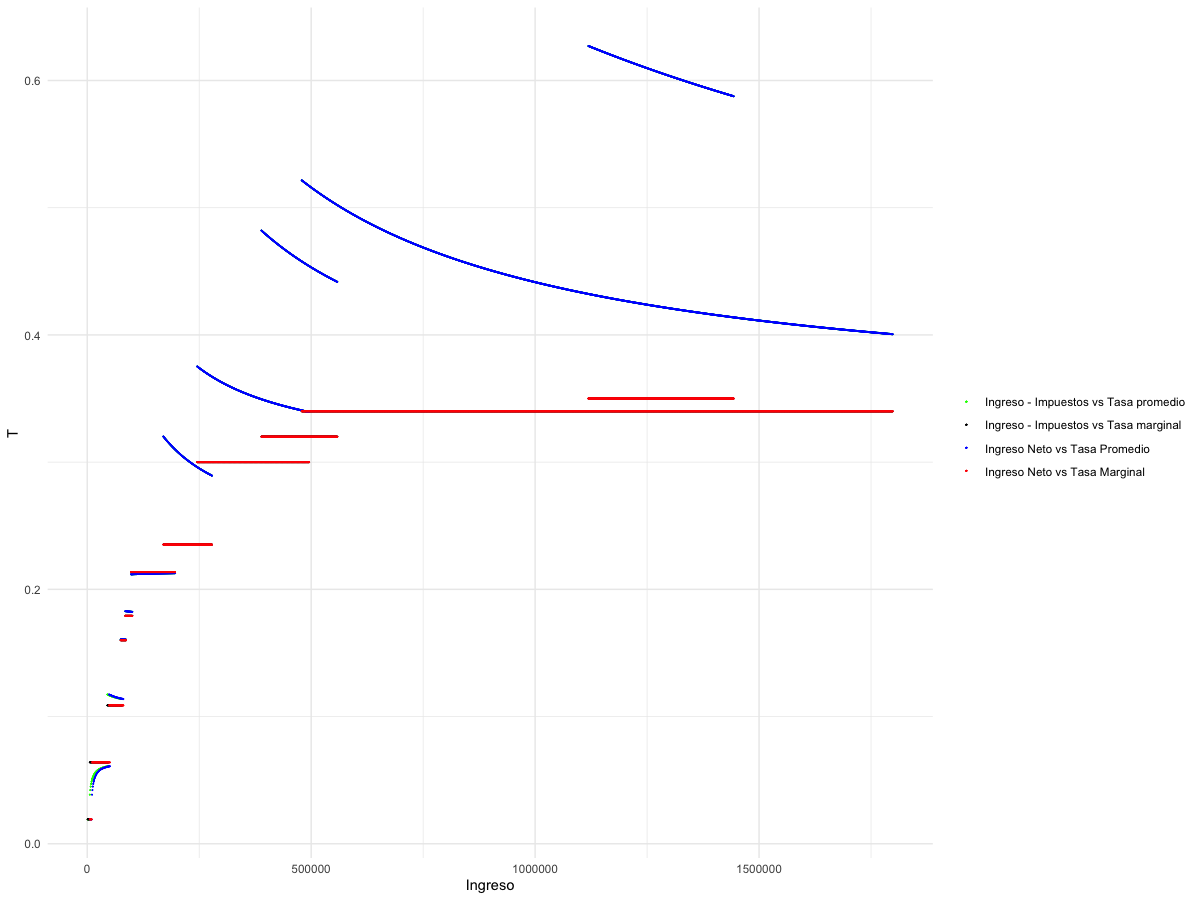 0.6
0.4
0.2
0.0
T
0
500000
1000000
1500000
Ingreso
Ingreso - Impuestos vs Tasa promedio
Ingreso - Impuestos vs Tasa marginal
Ingreso Neto vs Tasa Promedio
Ingreso Neto vs Tasa Marginal